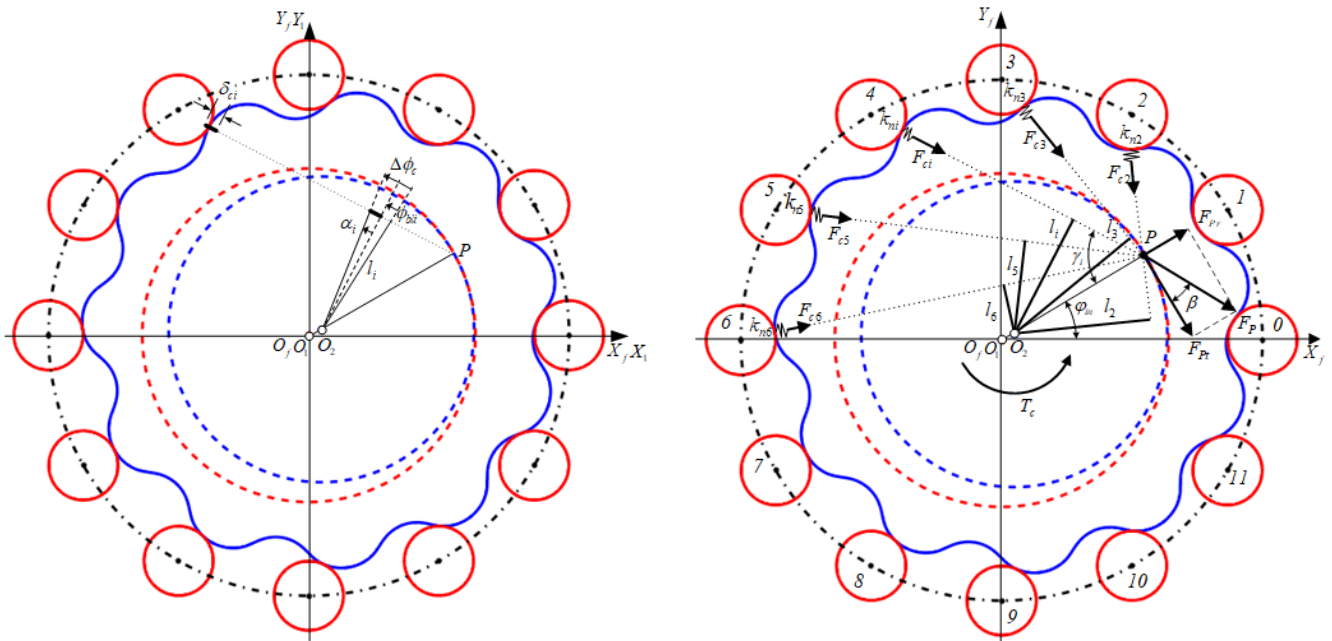 Y_f Y_1
δ_ci
Δφ_c
φ_bli
α_i
l_i
P
O_f O_1 O_2
X_f X_1
Y_f
3
4
2
k_n3
k_ni
k_n2
F_c3
F_ci
F_c2
5
1
k_n5
F_c5
F_Pr
l_i
l_3
P
l_5
γ_i
l_6
β
F_c6
φ_in
l_2
F_P
6
0
k_n6
F_Pt
O_f O_1 O_2
X_f
T_c
7
11
8
10
9